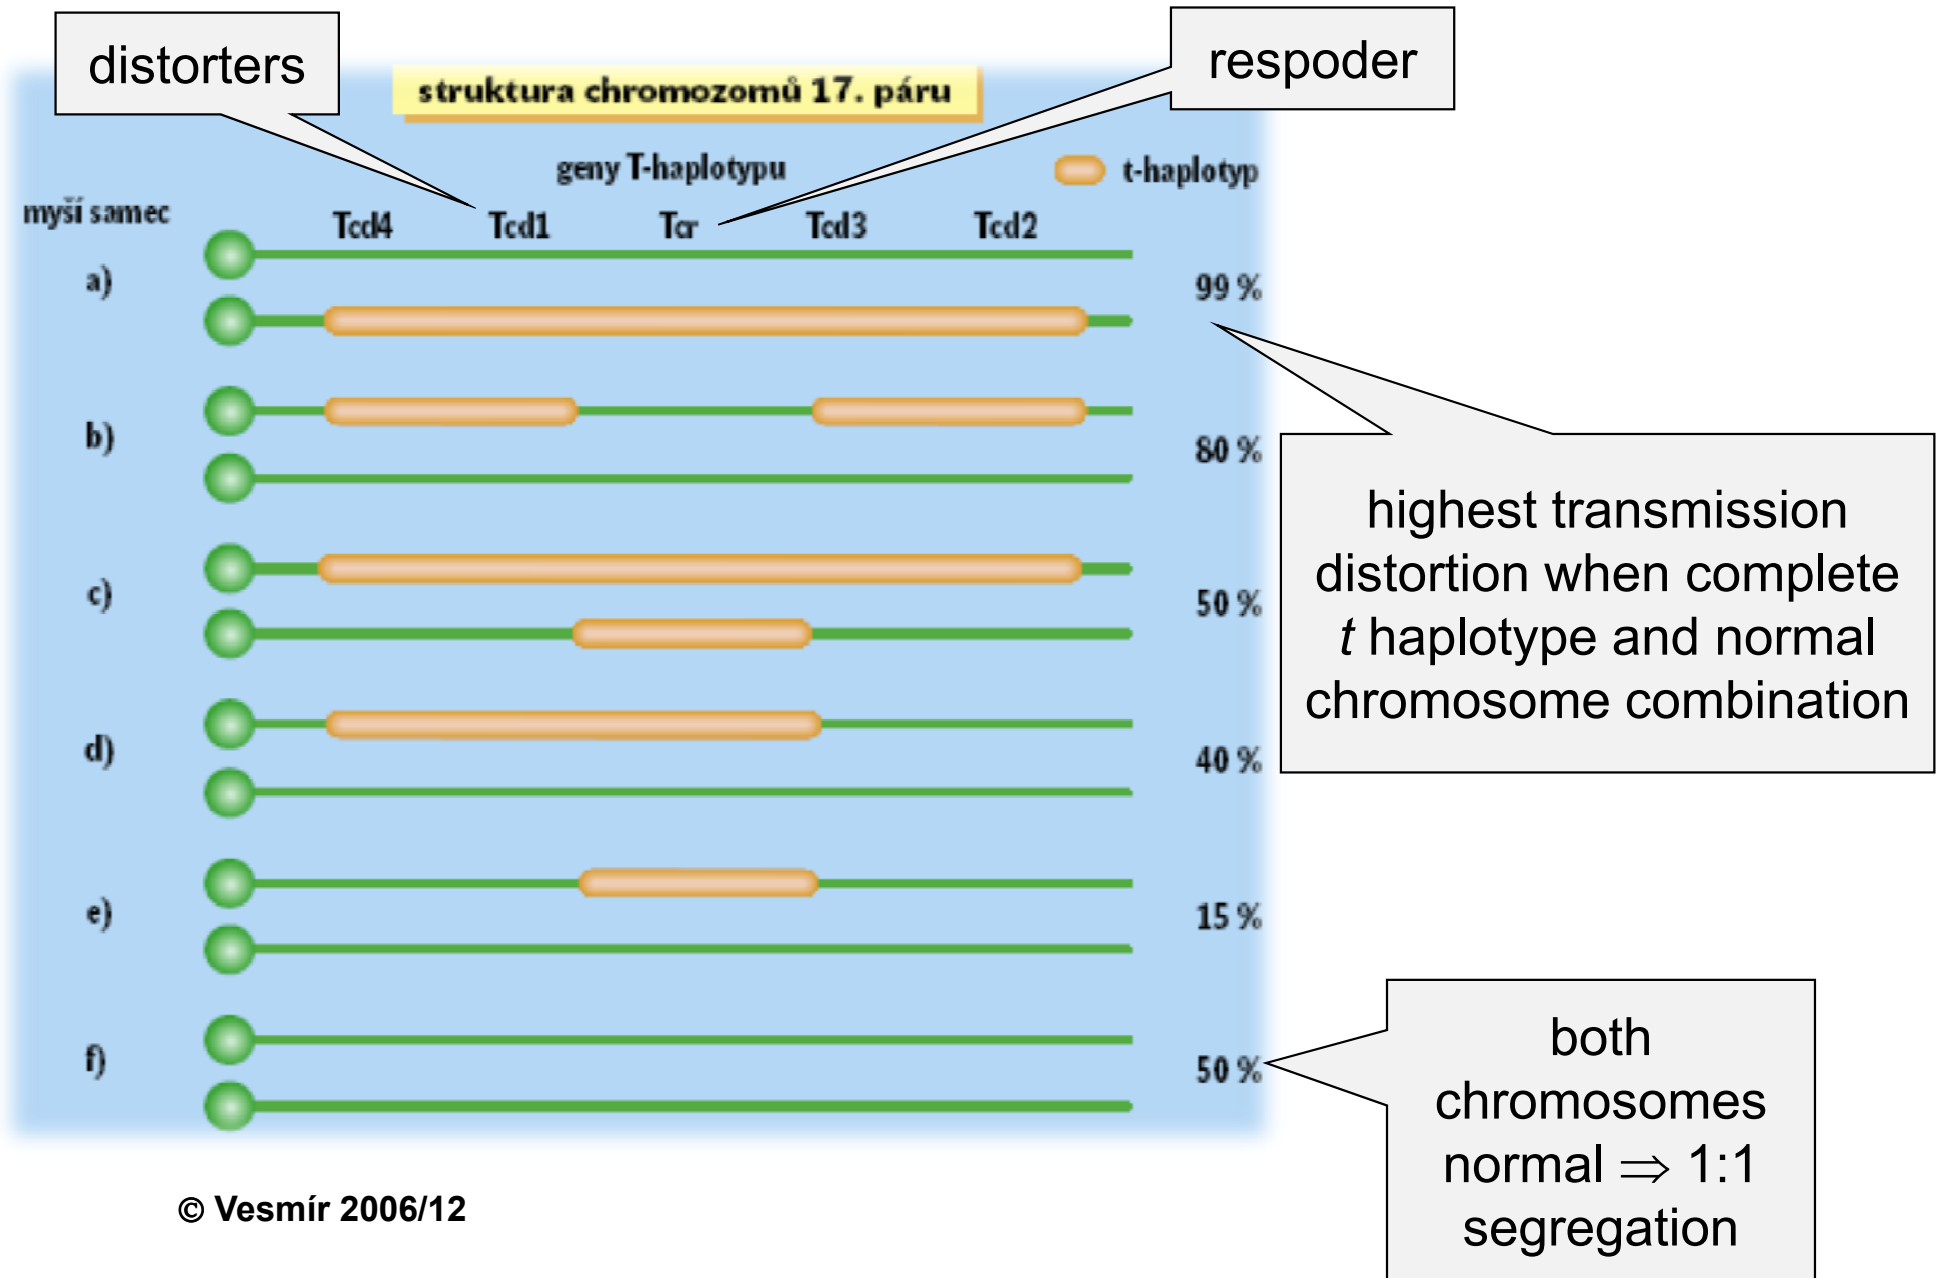 distorters
respoder
struktura chromozomů 17. páru
geny T-haplotypu
t-haplotyp
myší samec
Tcd4 Tcd1 Tcr Tcd3 Tcd2
a)
99 %
b)
80 %
c)
50 %
d)
40 %
e)
15 %
f)
50 %
highest transmission
distortion when complete
t haplotype and normal
chromosome combination
both
chromosomes
normal ⇒ 1:1
segregation
© Vesmír 2006/12